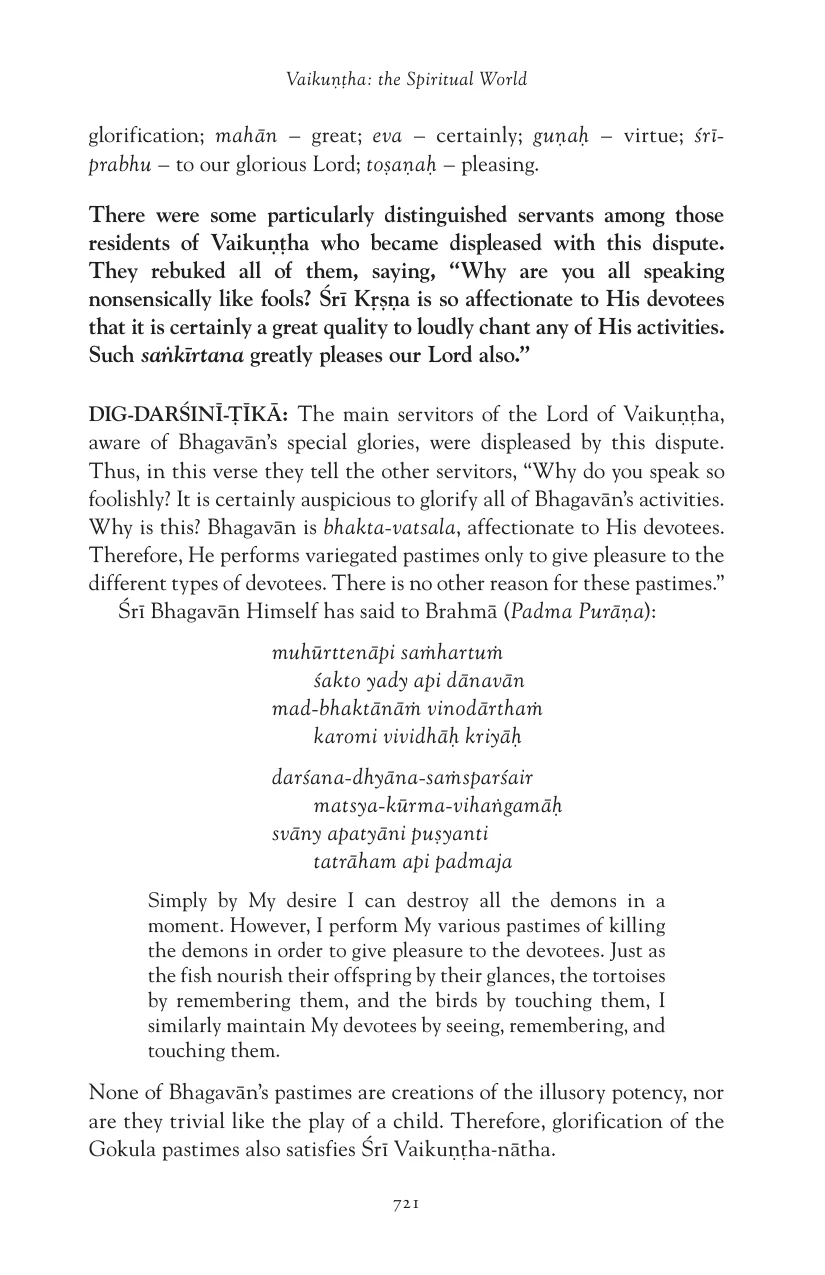 Vaikuṇṭha: the Spiritual World
glorification; mahān – great; eva – certainly; guṇaḥ – virtue; śrī-
prabhu – to our glorious Lord; toṣaṇaḥ – pleasing.
There were some particularly distinguished servants among those
residents of Vaikuṇṭha who became displeased with this dispute.
They rebuked all of them, saying, “Why are you all speaking
nonsensically like fools? Śrī Kṛṣṇa is so affectionate to His devotees
that it is certainly a great quality to loudly chant any of His activities.
Such saṅkīrtana greatly pleases our Lord also.”
DIG-DARŚINĪ-ṬĪKĀ: The main servitors of the Lord of Vaikuṇṭha,
aware of Bhagavān’s special glories, were displeased by this dispute.
Thus, in this verse they tell the other servitors, “Why do you speak so
foolishly? It is certainly auspicious to glorify all of Bhagavān’s activities.
Why is this? Bhagavān is bhakta-vatsala, affectionate to His devotees.
Therefore, He performs variegated pastimes only to give pleasure to the
different types of devotees. There is no other reason for these pastimes.”
Śrī Bhagavān Himself has said to Brahmā (Padma Purāṇa):
muhūrttenāpi saṁhartuṁ
śakto yady api dānavān
mad-bhaktānāṁ vinodārthaṁ
karomi vividhāḥ kriyāḥ
darśana-dhyāna-saṁsparśair
matsya-kūrma-vihaṅgamāḥ
svāny apatyāni puṣyanti
tatrāham api padmaja
Simply by My desire I can destroy all the demons in a
moment. However, I perform My various pastimes of killing
the demons in order to give pleasure to the devotees. Just as
the fish nourish their offspring by their glances, the tortoises
by remembering them, and the birds by touching them, I
similarly maintain My devotees by seeing, remembering, and
touching them.
None of Bhagavān’s pastimes are creations of the illusory potency, nor
are they trivial like the play of a child. Therefore, glorification of the
Gokula pastimes also satisfies Śrī Vaikuṇṭha-nātha.
721